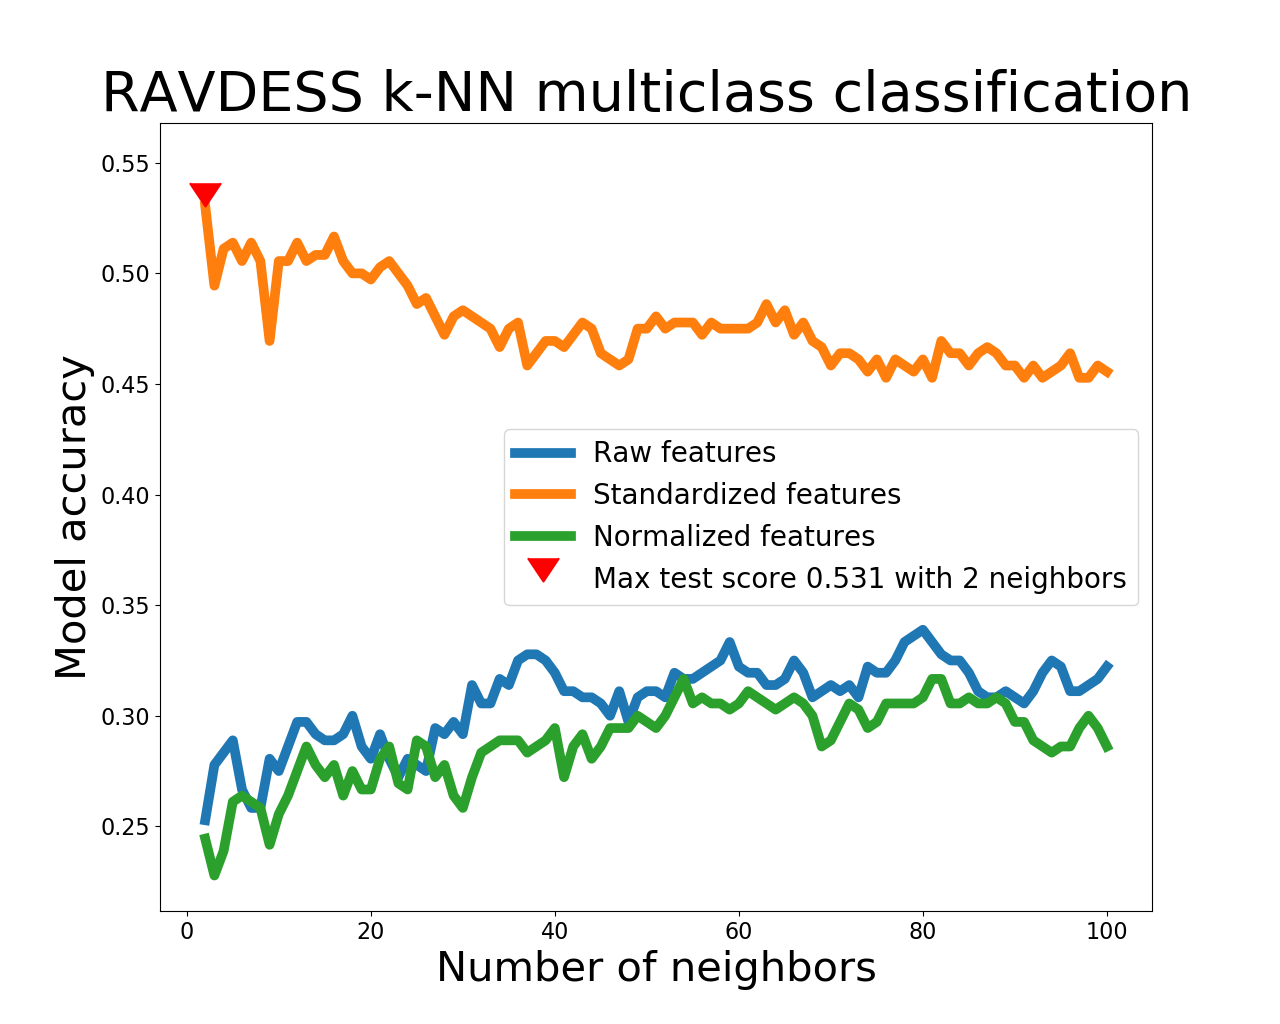 RAVDESS k-NN multiclass classification
0.55
0.50
0.45
0.40
0.35
0.30
0.25
Model accuracy
Raw features
Standardized features
Normalized features
Max test score 0.531 with 2 neighbors
0 20 40 60 80 100
Number of neighbors